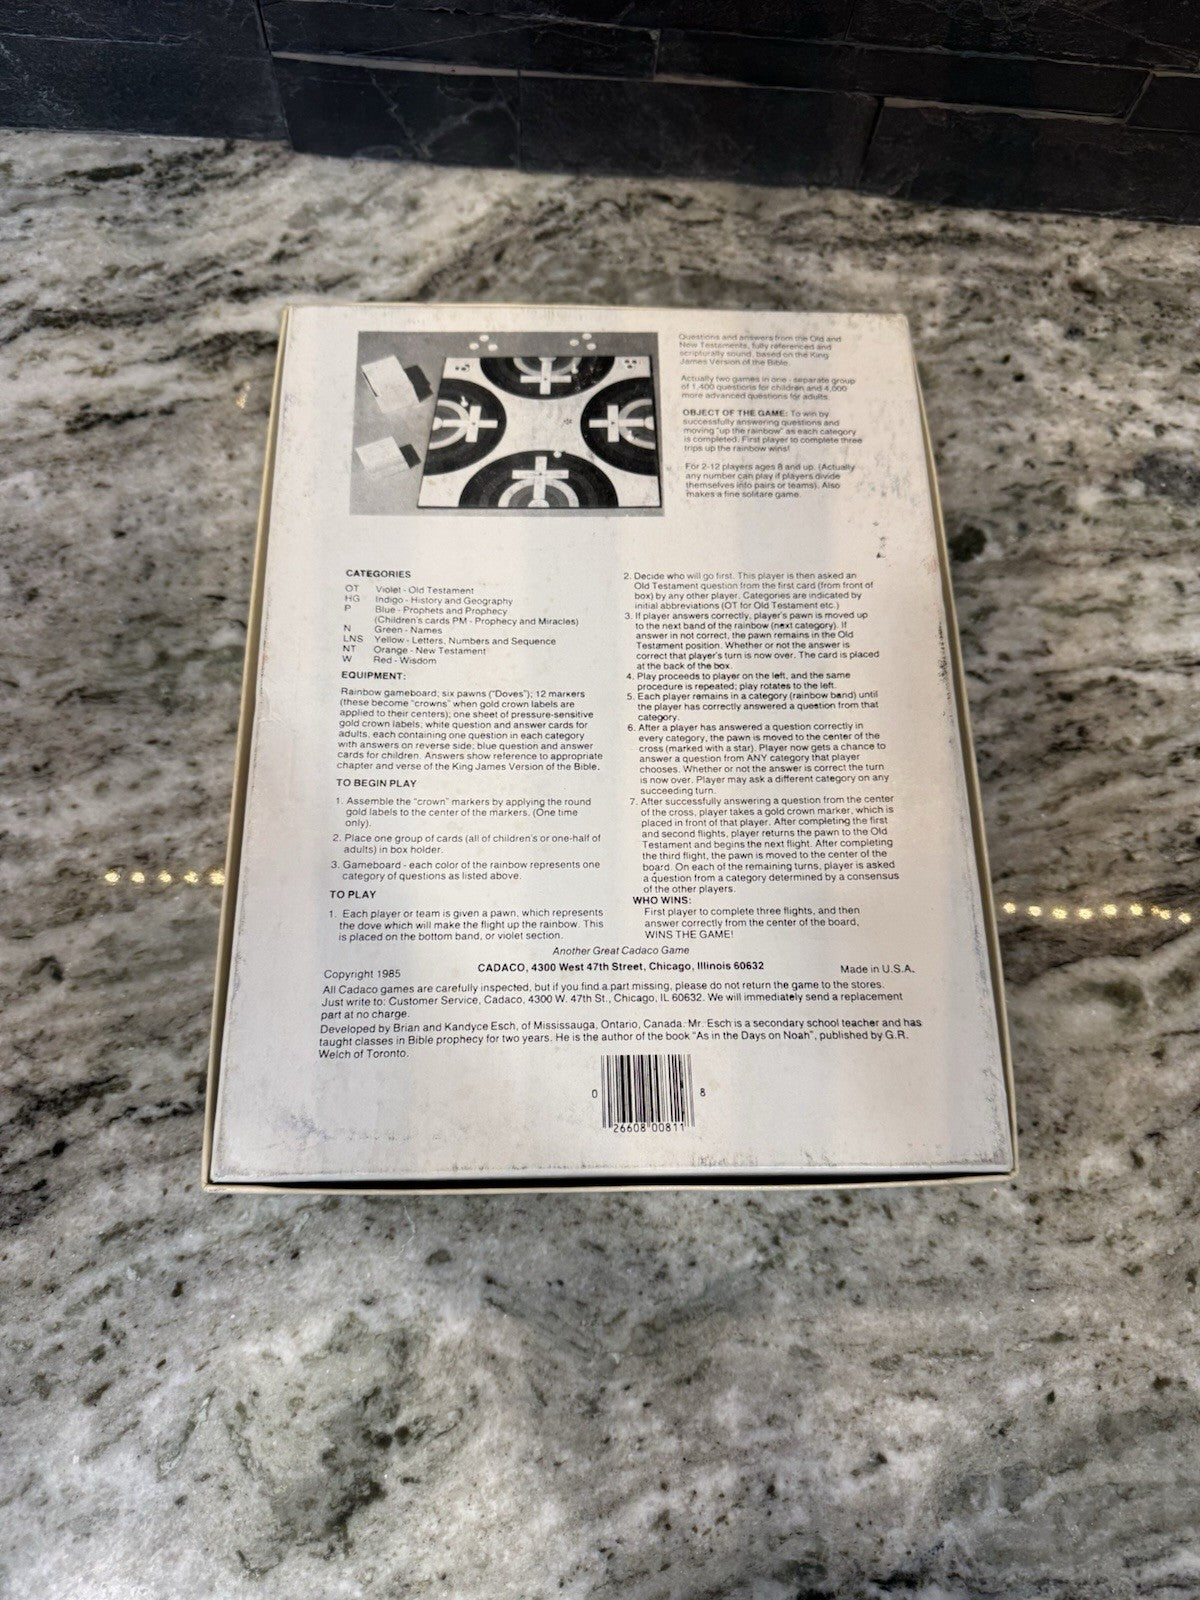 Questions and answers from the Old and
New Testaments, fully referenced and
scripturally sound, based on the King
James Version of the Bible.
Actually two games in one - separate group
of 1,400 questions for children and 4,000
more advanced questions for adults.
OBJECT OF THE GAME: To win by
successfully answering questions and
moving "up the rainbow" as each category
is completed. First player to complete three
trips up the rainbow wins!
For 2-12 players ages 8 and up. (Actually
any number can play if players divide
themselves into pairs or teams). Also
makes a fine solitare game.
CATEGORIES
OT Violet - Old Testament
HG Indigo - History and Geography
P Blue - Prophets and Prophecy
(Children's cards PM - Prophecy and Miracles)
N Green - Names
LNS Yellow - Letters, Numbers and Sequence
NT Orange - New Testament
W Red - Wisdom
EQUIPMENT:
Rainbow gameboard; six pawns ("Doves"); 12 markers
(these become "crowns" when gold crown labels are
applied to their centers); one sheet of pressure-sensitive
gold crown labels; white question and answer cards for
adults, each containing one question in each category
with answers on reverse side; blue question and answer
cards for children. Answers show reference to appropriate
chapter and verse of the King James Version of the Bible.
TO BEGIN PLAY
1. Assemble the "crown" markers by applying the round
gold labels to the center of the markers. (One time
only).
2. Place one group of cards (all of children's or one-half of
adults) in box holder.
3. Gameboard - each color of the rainbow represents one
category of questions as listed above.
TO PLAY
1. Each player or team is given a pawn, which represents
the dove which will make the flight up the rainbow. This
is placed on the bottom band, or violet section.
2. Decide who will go first. This player is then asked an
Old Testament question from the first card (from front of
box) by any other player. Categories are indicated by
initial abbreviations (OT for Old Testament etc.)
3. If player answers correctly, player's pawn is moved up
to the next band of the rainbow (next category). If
answer in not correct, the pawn remains in the Old
Testament position. Whether or not the answer is
correct that player's turn is now over. The card is placed
at the back of the box.
4. Play proceeds to player on the left, and the same
procedure is repeated; play rotates to the left.
5. Each player remains in a category (rainbow band) until
the player has correctly answered a question from that
category.
6. After a player has answered a question correctly in
every category, the pawn is moved to the center of the
cross (marked with a star). Player now gets a chance to
answer a question from ANY category that player
chooses. Whether or not the answer is correct the turn
is now over. Player may ask a different category on any
succeeding turn.
7. After successfully answering a question from the center
of the cross, player takes a gold crown marker, which is
placed in front of that player. After completing the first
and second flights, player returns the pawn to the Old
Testament and begins the next flight. After completing
the third flight, the pawn is moved to the center of the
board. On each of the remaining turns, player is asked
a question from a category determined by a consensus
of the other players.
WHO WINS:
First player to complete three flights, and then
answer correctly from the center of the board,
WINS THE GAME!
Another Great Cadaco Game
Copyright 1985 CADACO, 4300 West 47th Street, Chicago, Illinois 60632 Made in U.S.A.
All Cadaco games are carefully inspected, but if you find a part missing, please do not return the game to the stores.
Just write to: Customer Service, Cadaco, 4300 W. 47th St., Chicago, IL 60632. We will immediately send a replacement
part at no charge.
Developed by Brian and Kandyce Esch, of Mississauga, Ontario, Canada. Mr. Esch is a secondary school teacher and has
taught classes in Bible prophecy for two years. He is the author of the book "As in the Days on Noah", published by G.R.
Welch of Toronto.
0 26608 00811 8